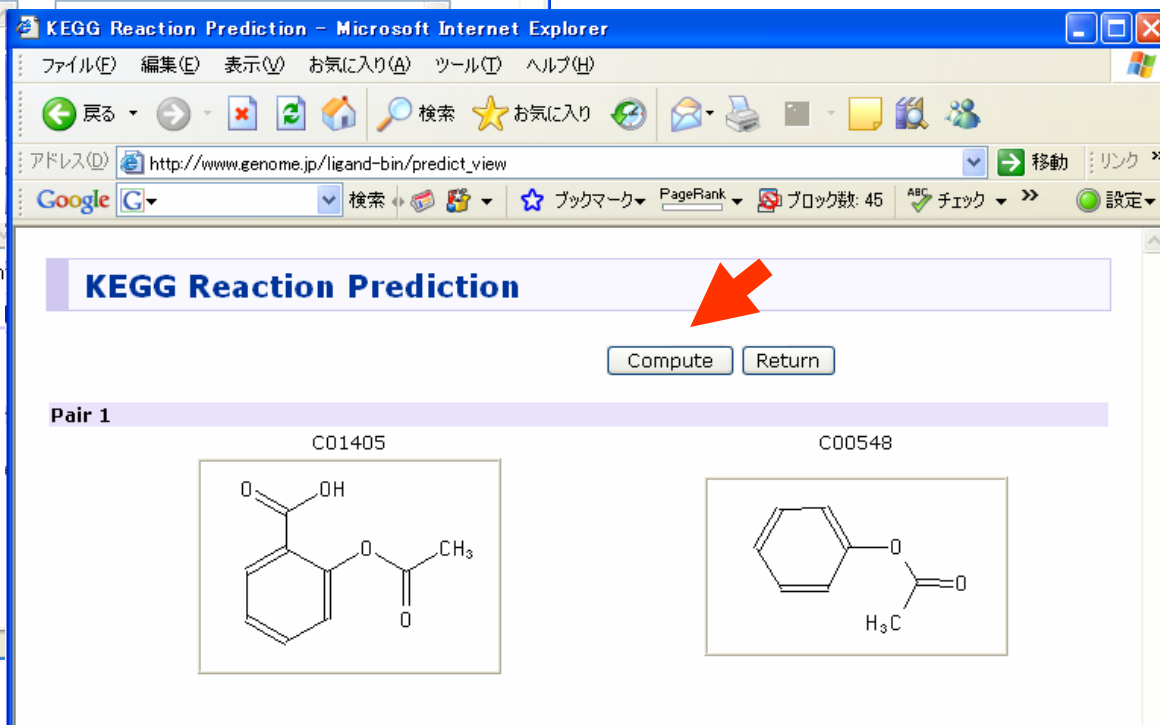 KEGG Reaction Prediction - Microsoft Internet Explorer
ファイル(F) 編集(E) 表示(V) お気に入り(A) ツール(T) ヘルプ(H)
戻る 検索 お気に入り
アドレス(D) http://www.genome.jp/ligand-bin/predict_view 移動 リンク »
Google G 検索 ブックマーク PageRank ブロック数: 45 ABC チェック » 設定
KEGG Reaction Prediction
Compute Return
Pair 1
C01405 C00548
O OH
O CH₃
O
O
O
H₃C